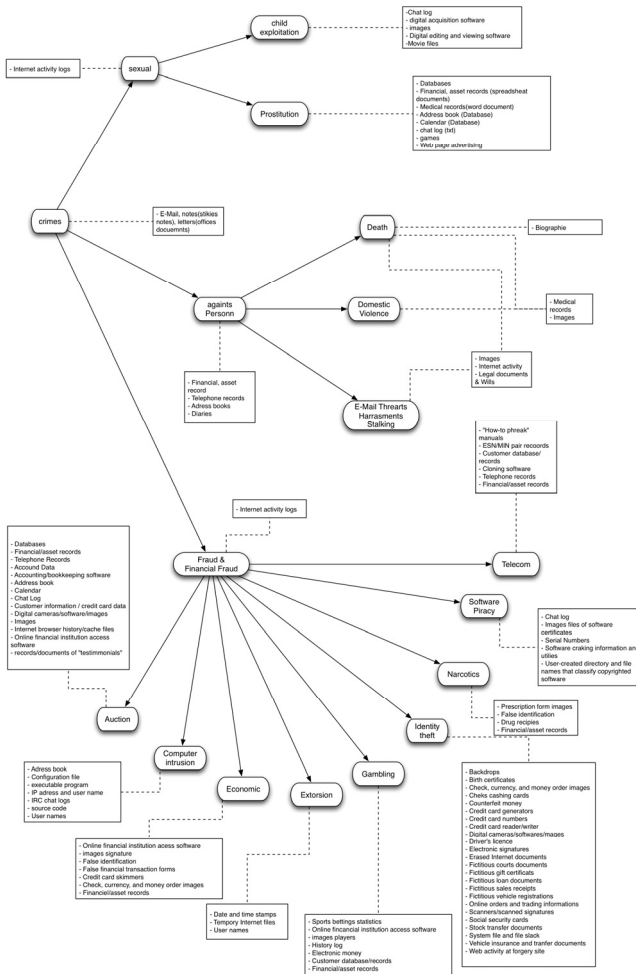 child
exploitation
-Chat log
- digital acquisition software
- images
- Digital editing and viewing software
-Movie files
- Internet activity logs
sexual
Prostitution
- Databases
- Financial, asset records (spreadsheat
documents)
- Medical records(word document)
- Address book (Database)
- Calendar (Database)
- chat log (txt)
- games
- Web page advertising
crimes
- E-Mail, notes(stikies
notes), letters(offices
docuemnts)
Death
- Biographie
againts
Personn
Domestic
Violence
- Medical
records
- Images
- Financial, asset
record
- Telephone records
- Adress books
- Diaries
- Images
- Internet activity
- Legal documents
& Wills
E-Mail Threarts
Harrasments
Stalking
- "How-to phreak"
manuals
- ESN/MIN pair recoords
- Customer database/
records
- Cloning software
- Telephone records
- Financial/asset records
- Internet activity logs
Fraud &
Financial Fraud
Telecom
- Databases
- Financial/asset records
- Telephone Records
- Accound Data
- Accounting/bookkeeping software
- Address book
- Calendar
- Chat Log
- Customer information / credit card data
- Digital cameras/software/images
- Images
- Internet browser history/cache files
- Online financial institution access
software
- records/documents of "testimmonials"
Software
Piracy
- Chat log
- Images files of software
certificates
- Serial Numbers
- Software craking information an
utilies
- User-created directory and file
names that classify copyrighted
software
Narcotics
- Prescription form images
- False identification
- Drug recipies
- Financial/asset records
Auction
Identity
theft
Computer
intrusion
Gambling
Economic
Extorsion
- Adress book
- Configuration file
- executable program
- IP adress and user name
- IRC chat logs
- source code
- User names
- Backdrops
- Birth certificates
- Check, currency, and money order images
- Cheks cashing cards
- Counterfeit money
- Credit card generators
- Credit card numbers
- Credit card reader/writer
- Digital cameras/softwares/images
- Driver's licence
- Electronic signatures
- Erased Internet documents
- Fictitious courts documents
- Fictitious gift certificats
- Fictitious loan documents
- Fictitious sales receipts
- Fictitious vehicle registrations
- Online orders and trading informations
- Scanners/scanned signatures
- Social security cards
- Stock transfer documents
- System file and file slack
- Vehicle insurance and tranfer documents
- Web activity at forgery site
- Online financial institution acess software
- images signature
- False identification
- False financial transaction forms
- Credit card skimmers
- Check, currency, and money order images
- Financiel/asset records
- Date and time stamps
- Tempory Internet files
- User names
- Sports bettings statistics
- Online fincancial institution access software
- images players
- History log
- Electronic money
- Customer database/records
- Financial/asset records